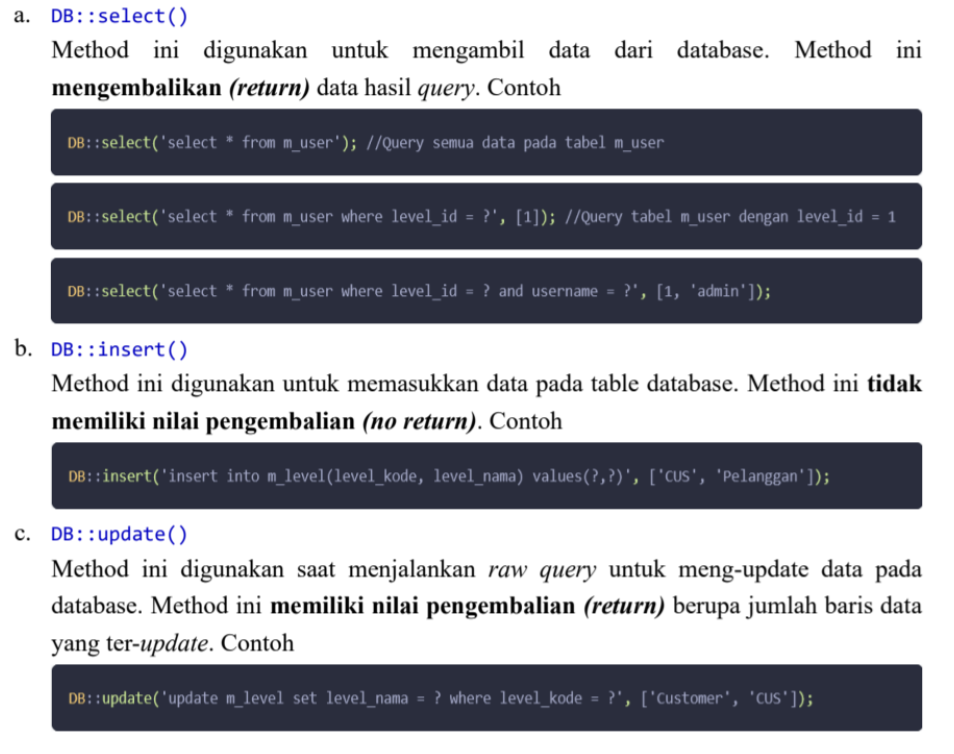 a. DB::select()
Method ini digunakan untuk mengambil data dari database. Method ini
mengembalikan (return) data hasil query. Contoh
DB::select('select * from m_user'); //Query semua data pada tabel m_user
DB::select('select * from m_user where level_id = ?', [1]); //Query tabel m_user dengan level_id = 1
DB::select('select * from m_user where level_id = ? and username = ?', [1, 'admin']);
b. DB::insert()
Method ini digunakan untuk memasukkan data pada table database. Method ini tidak
memiliki nilai pengembalian (no return). Contoh
DB::insert('insert into m_level(level_kode, level_nama) values(?,?)', ['CUS', 'Pelanggan']);
c. DB::update()
Method ini digunakan saat menjalankan raw query untuk meng-update data pada
database. Method ini memiliki nilai pengembalian (return) berupa jumlah baris data
yang ter-update. Contoh
DB::update('update m_level set level_nama = ? where level_kode = ?', ['Customer', 'CUS']);